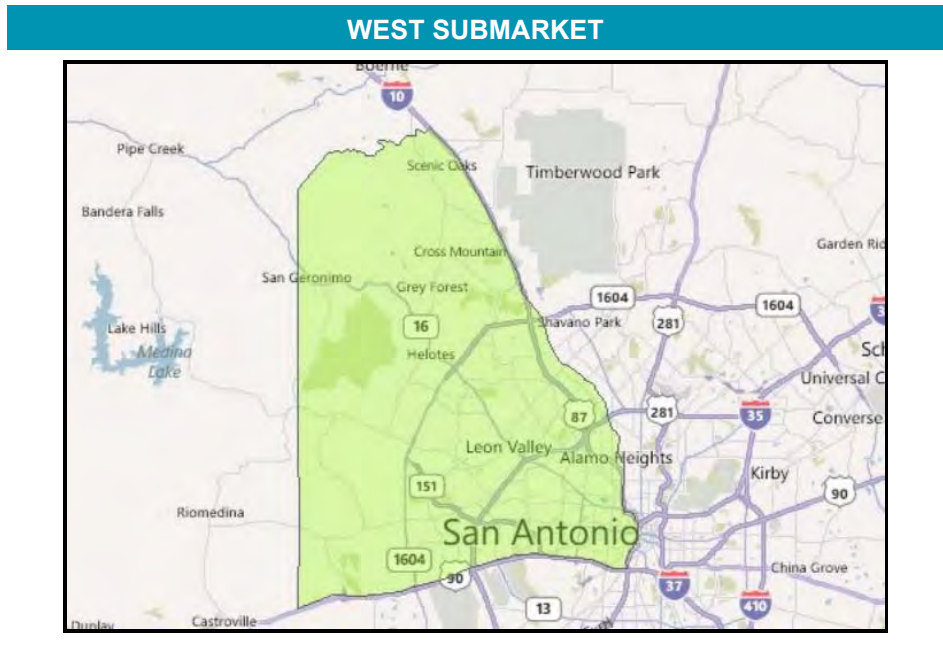 WEST SUBMARKET
Boerne
10
Pipe Creek
Scenic Oaks
Timberwood Park
Bandera Falls
Garden Rid
Cross Mountain
San Geronimo
Grey Forest
1604
1604
3
16
Shavano Park
281
Lake Hills
Medina
Lake
Helotes
Sch
Universal C
87
281
35
Converse
Leon Valley
Alamo Heights
Kirby
151
90
Riomedina
San Antonio
1604
90
China Grove
37
13
410
Castroville
Dunlay